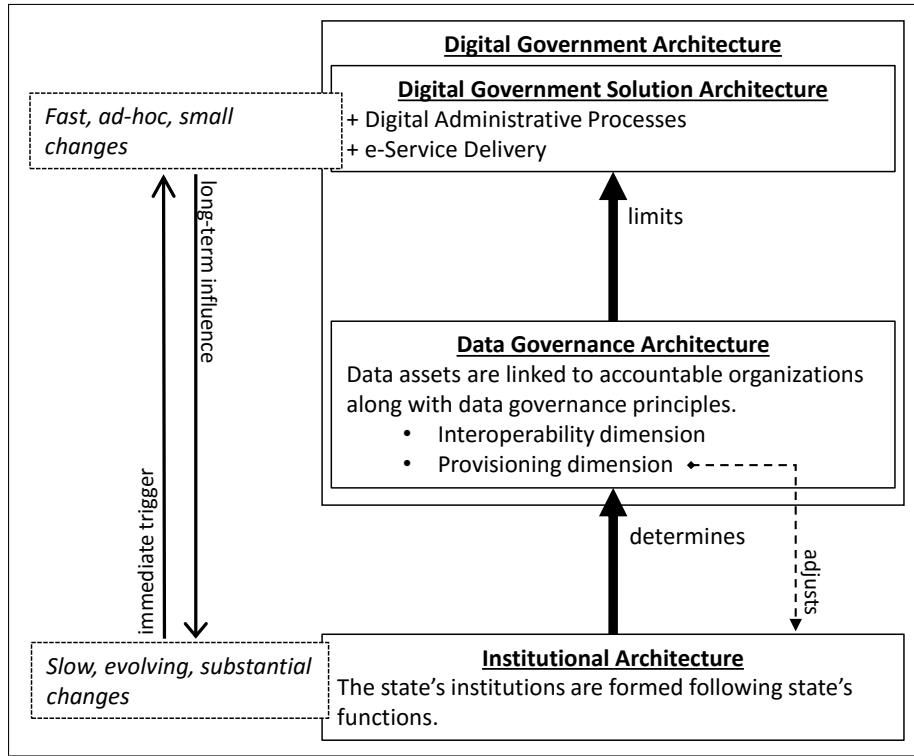 Digital Government Architecture
Digital Government Solution Architecture
+ Digital Administrative Processes
+ e-Service Delivery
Fast, ad-hoc, small
changes
long-term influence
immediate trigger
limits
Data Governance Architecture
Data assets are linked to accountable organizations
along with data governance principles.
• Interoperability dimension
• Provisioning dimension
determines
adjusts
Slow, evolving, substantial
changes
Institutional Architecture
The state’s institutions are formed following state’s
functions.